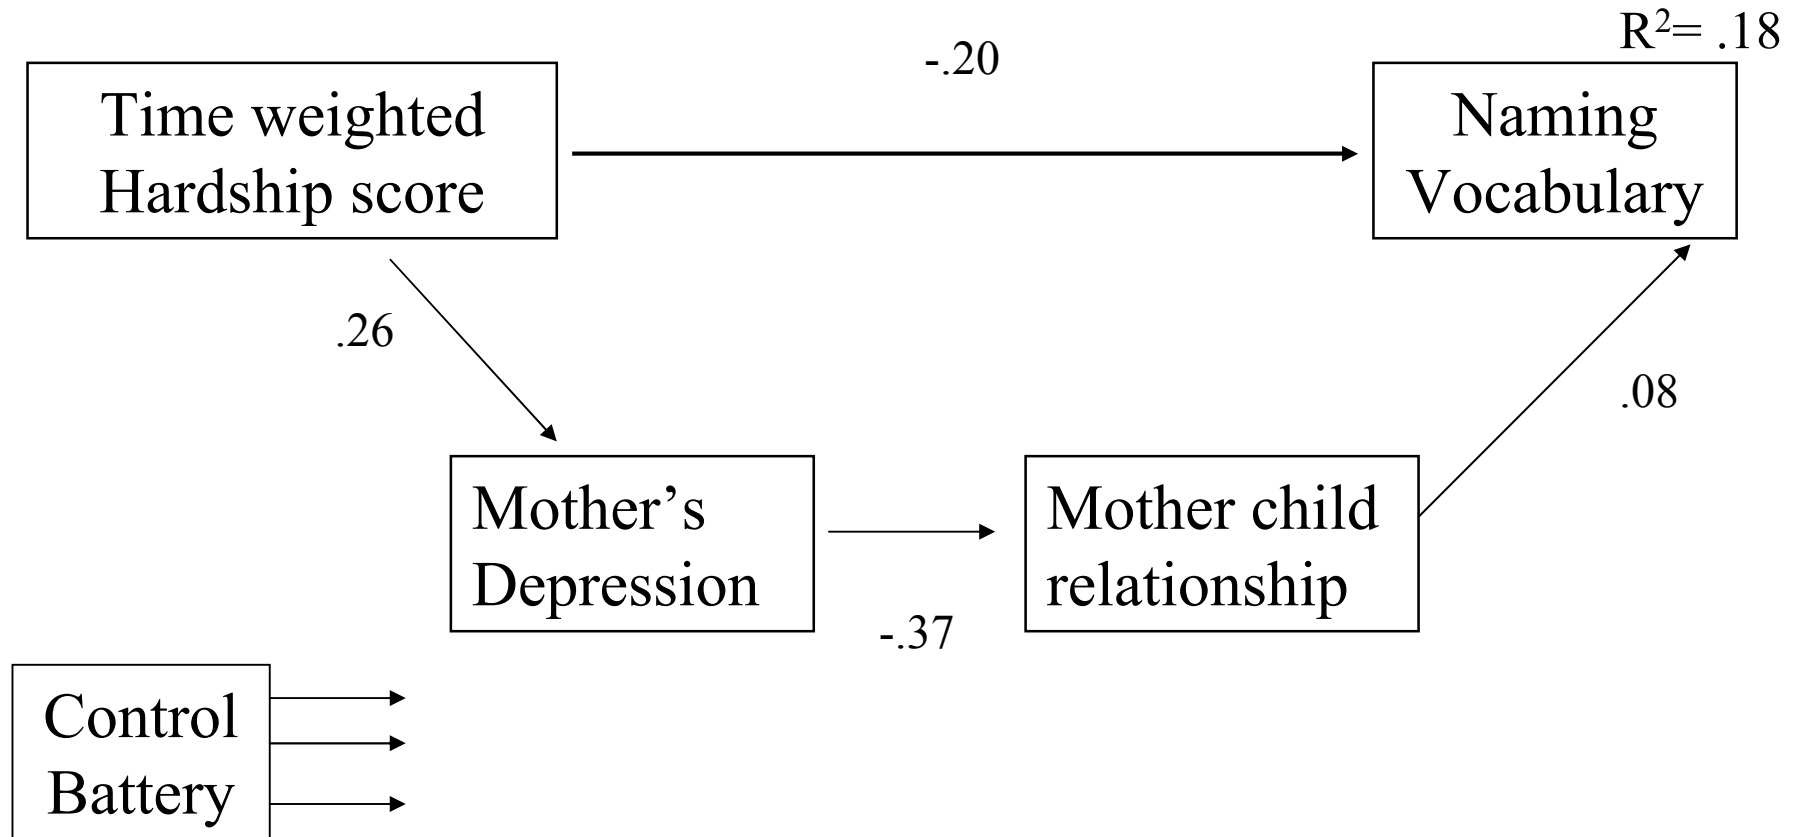 R²= .18
-.20
Time weighted
Hardship score
Naming
Vocabulary
.26
.08
Mother’s
Depression
Mother child
relationship
-.37
Control
Battery